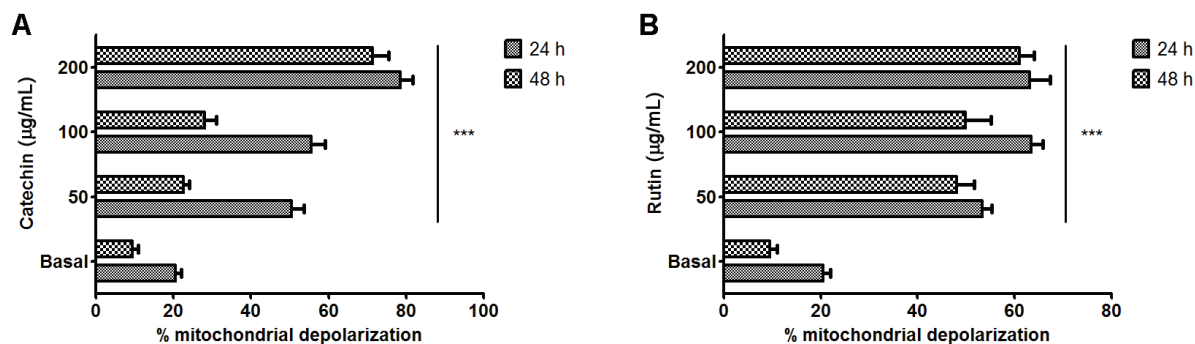 A
Catechin (µg/mL)
200
100
50
Basal
0
20
40
60
80
100
% mitochondrial depolarization
24 h
48 h
***
B
Rutin (µg/mL)
200
100
50
Basal
0
20
40
60
80
% mitochondrial depolarization
24 h
48 h
***